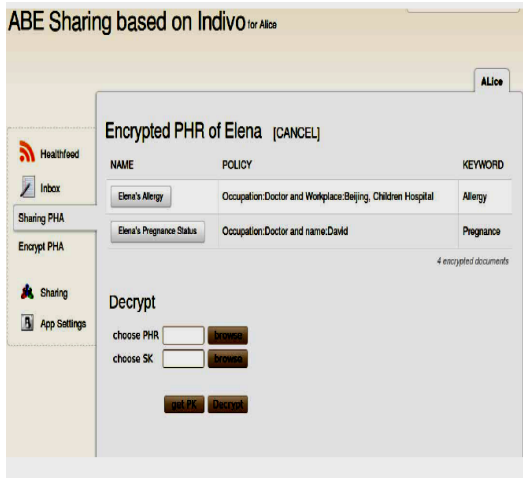 ABE Sharing based on Indivo for Alice
ALice
Encrypted PHR of Elena [CANCEL]
Healthfeed
Inbox
Sharing PHA
Encrypt PHA
Sharing
App Settings
NAME POLICY KEYWORD
Elena's Allergy Occupation:Doctor and Workplace:Beijing, Children Hospital Allergy
Elena's Pregnance Status Occupation:Doctor and name:David Pregnance
4 encrypted documents
Decrypt
choose PHR browse
choose SK browse
get PK Decrypt